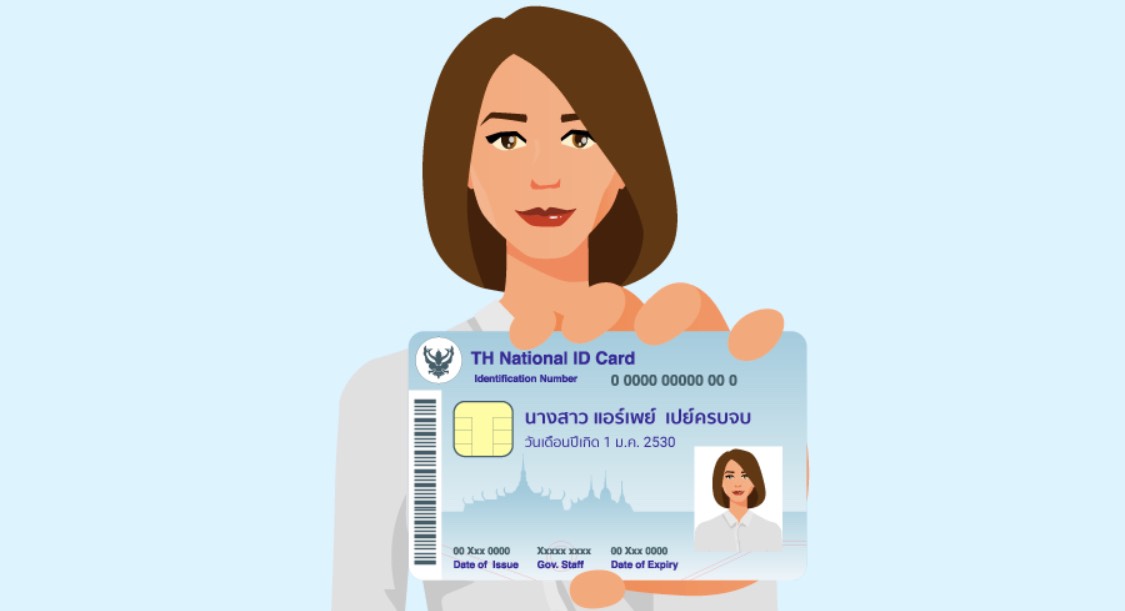 TH National ID Card
Identification Number 0 0000 00000 00 0
นางสาว แอร์เพย์ เปย์ครบจบ
วันเดือนปีเกิด 1 ม.ค. 2530
00 Xxx 0000 Xxxxx xxxx 00 Xxx 0000
Date of Issue Gov. Staff Date of Expiry